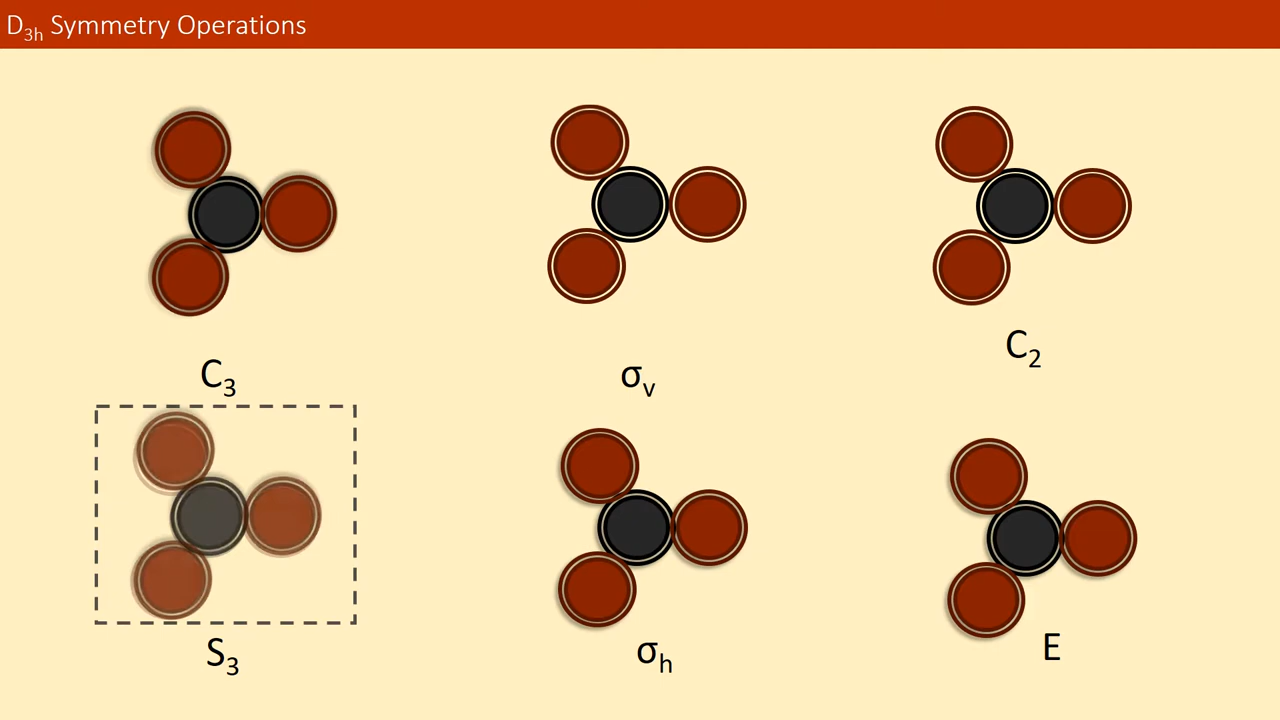 D₃ₕ Symmetry Operations
C₃
σᵥ
C₂
S₃
σₕ
E